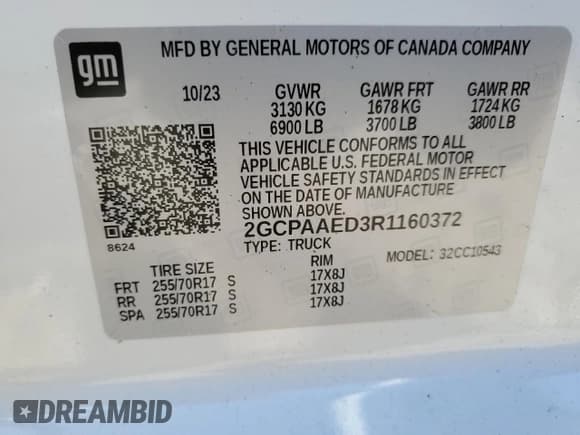 gm
MFD BY GENERAL MOTORS OF CANADA COMPANY
10/23 GVWR GAWR FRT GAWR RR
3130 KG 1678 KG 1724 KG
6900 LB 3700 LB 3800 LB
THIS VEHICLE CONFORMS TO ALL
APPLICABLE U.S. FEDERAL MOTOR
VEHICLE SAFETY STANDARDS IN EFFECT
ON THE DATE OF MANUFACTURE
SHOWN ABOVE.
8624
2GCPAAED3R1160372
TYPE: TRUCK MODEL: 32CC10543
TIRE SIZE RIM
FRT 255/70R17 S 17X8J
RR 255/70R17 S 17X8J
SPA 255/70R17 S 17X8J
DREAMBID